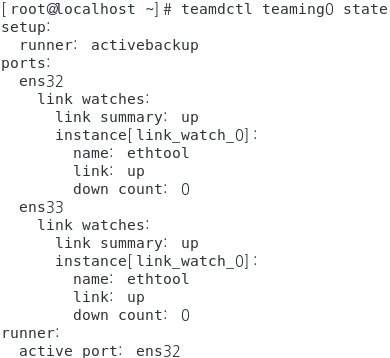 [root@localhost ~]# teamdctl teaming0 state
setup:
  runner: activebackup
ports:
  ens32
    link watches:
      link summary: up
      instance[link_watch_0]:
        name: ethtool
        link: up
        down count: 0
  ens33
    link watches:
      link summary: up
      instance[link_watch_0]:
        name: ethtool
        link: up
        down count: 0
runner:
  active port: ens32